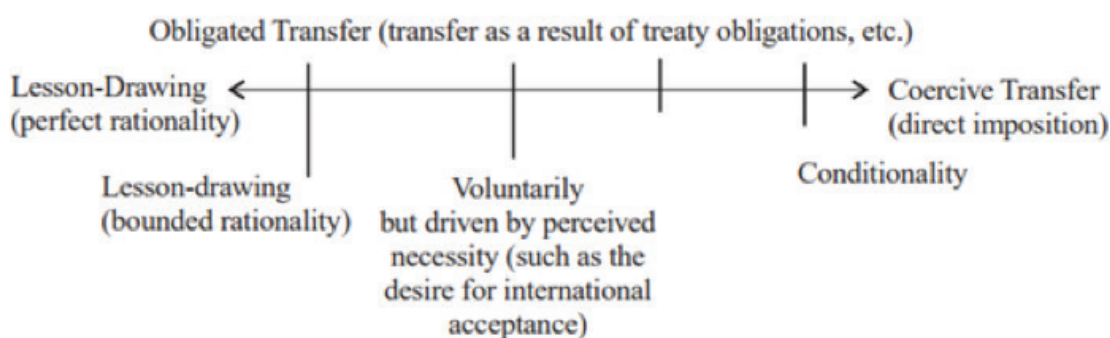 Obligated Transfer (transfer as a result of treaty obligations, etc.)
Lesson-Drawing
(perfect rationality)
Coercive Transfer
(direct imposition)
Lesson-drawing
(bounded rationality)
Voluntarily
but driven by perceived
necessity (such as the
desire for international
acceptance)
Conditionality